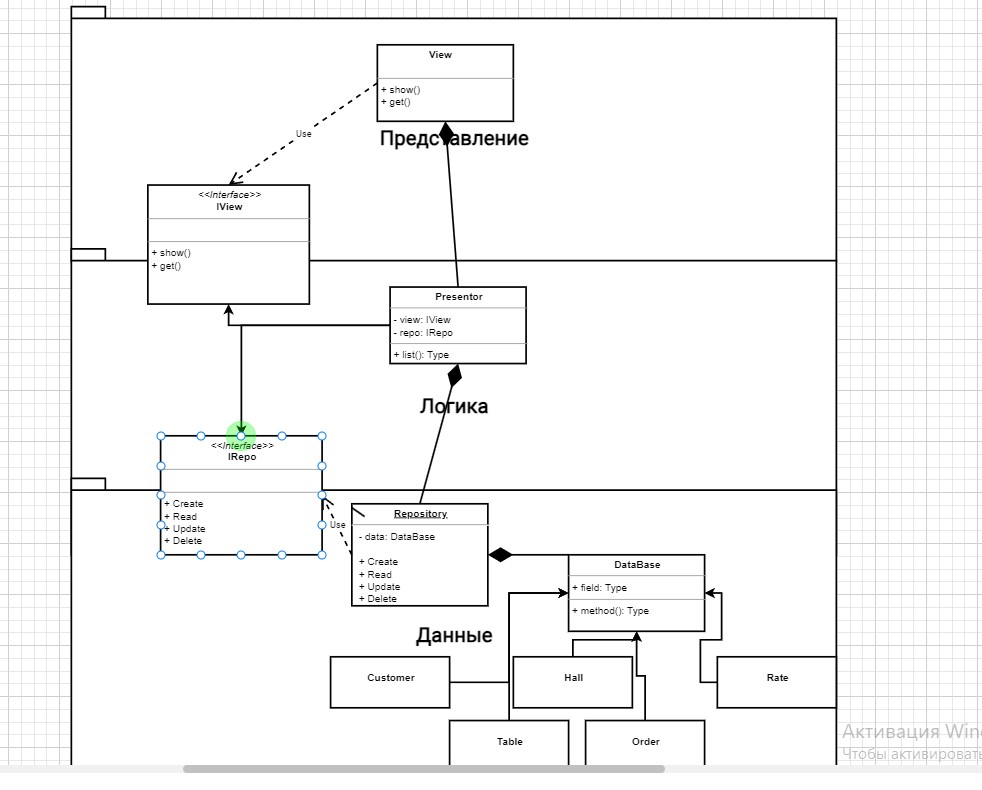 View
+ show()
+ get()
Представление
Use
<<Interface>>
IView
+ show()
+ get()
Presentor
- view: IView
- repo: IRepo
+ list(): Type
Логика
<<Interface>>
IRepo
+ Create
+ Read
+ Update
+ Delete
Use
Repository
- data: DataBase
+ Create
+ Read
+ Update
+ Delete
DataBase
+ field: Type
+ method(): Type
Данные
Customer
Hall
Rate
Table
Order
Активация Win
Чтобы активировать